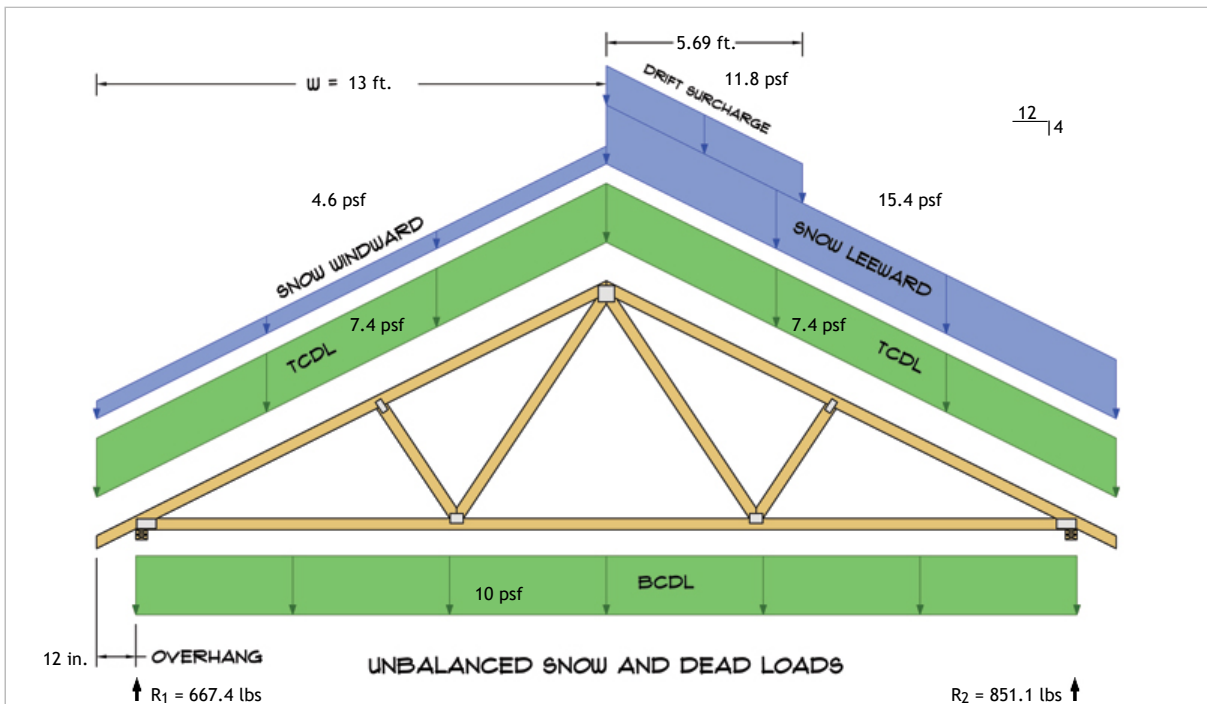 5.69 ft.
W = 13 ft.
DRIFT SURCHARGE
11.8 psf
12
4
4.6 psf
15.4 psf
SNOW WINDWARD
SNOW LEEWARD
7.4 psf
7.4 psf
TCDL
TCDL
10 psf
BCDL
12 in.
OVERHANG
UNBALANCED SNOW AND DEAD LOADS
R1 = 667.4 lbs
R2 = 851.1 lbs